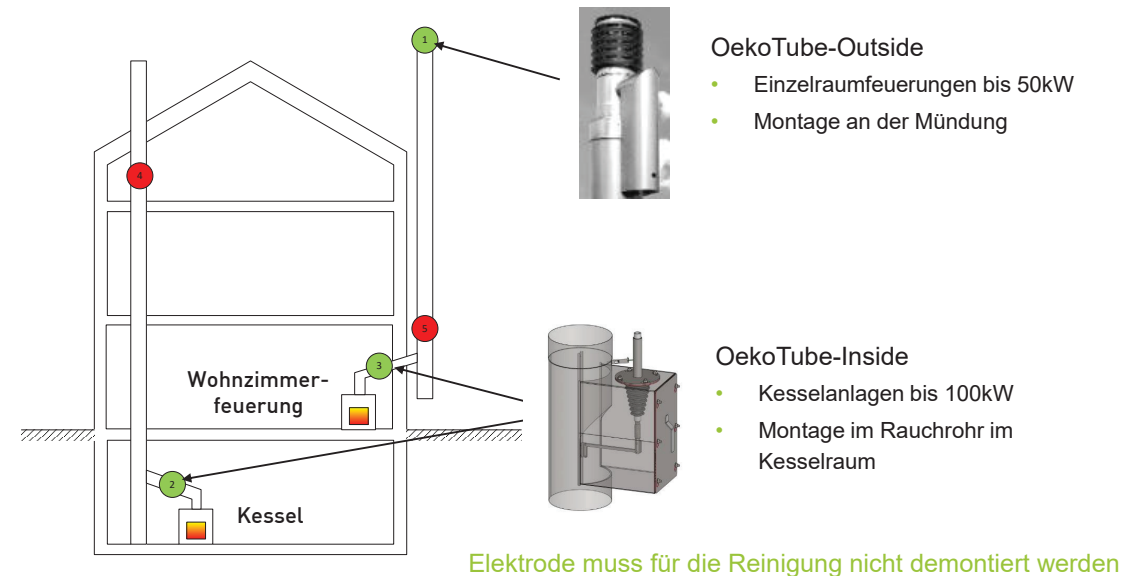 1
OekoTube-Outside
• Einzelraumfeuerungen bis 50kW
• Montage an der Mündung
4
5
3
Wohnzimmer-
feuerung
2
Kessel
OekoTube-Inside
• Kesselanlagen bis 100kW
• Montage im Rauchrohr im
Kesselraum
Elektrode muss für die Reinigung nicht demontiert werden